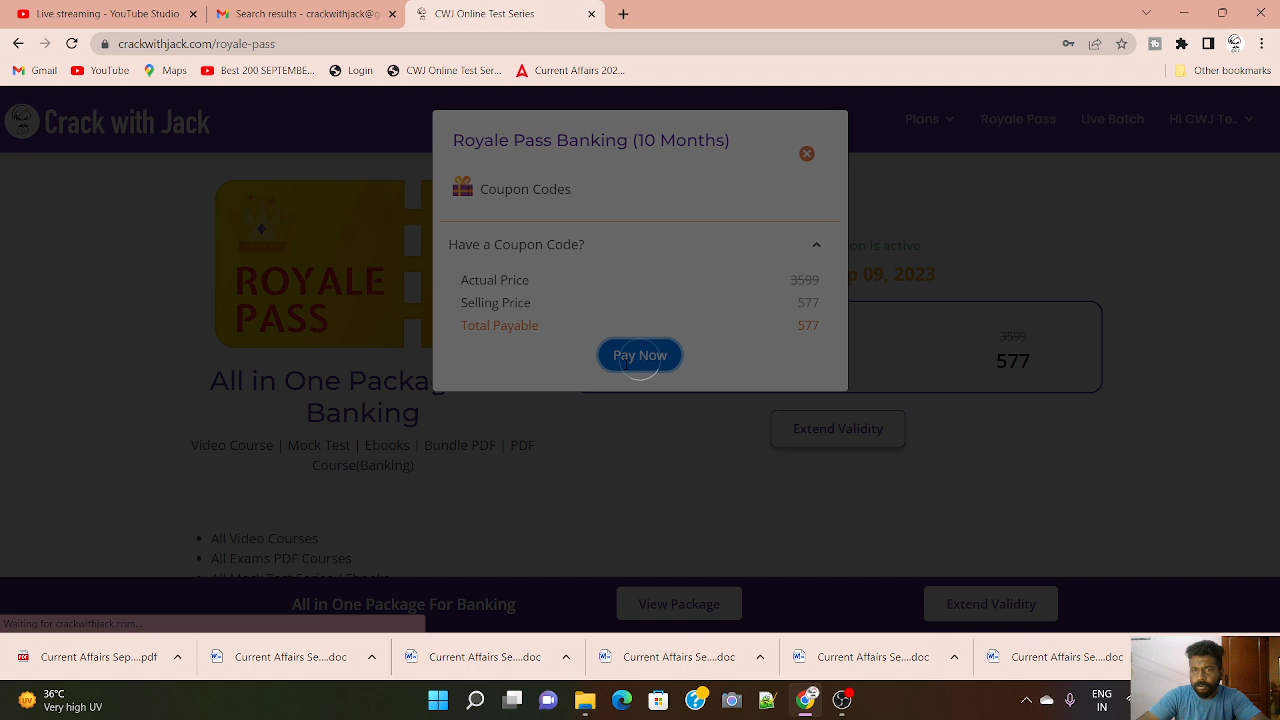 Live Streaming - YouTube Studio
Search results - crackwithjack@g
CWJ Online Test Series
crackwithjack.com/royale-pass
Gmail
YouTube
Maps
Best 200 SEPTEMBE...
Login
CWJ Online Test Ser...
Current Affairs 202...
Other bookmarks
Crack with Jack
Plans
Royale Pass
Live Batch
Hi CWJ Te..
Royale Pass Banking (10 Months)
Coupon Codes
Have a Coupon Code?
Actual Price 3599
Selling Price 577
Total Payable 577
Pay Now
ROYALE
PASS
ion is active
p 09, 2023
3599
577
Extend Validity
All in One Packag
Banking
Video Course | Mock Test | Ebooks | Bundle PDF | PDF
Course(Banking)
All Video Courses
All Exams PDF Courses
All Mock Test Series / Ebooks
All in One Package For Banking
View Package
Extend Validity
Waiting for crackwithjack.com...
Current Affairs Sep....pdf
Current Affairs Se...doc
Current Affairs Se...doc
Current Affairs Se...doc
Current Affairs Se...doc
Current Affairs Se...doc
36°C
Very high UV
ENG
IN